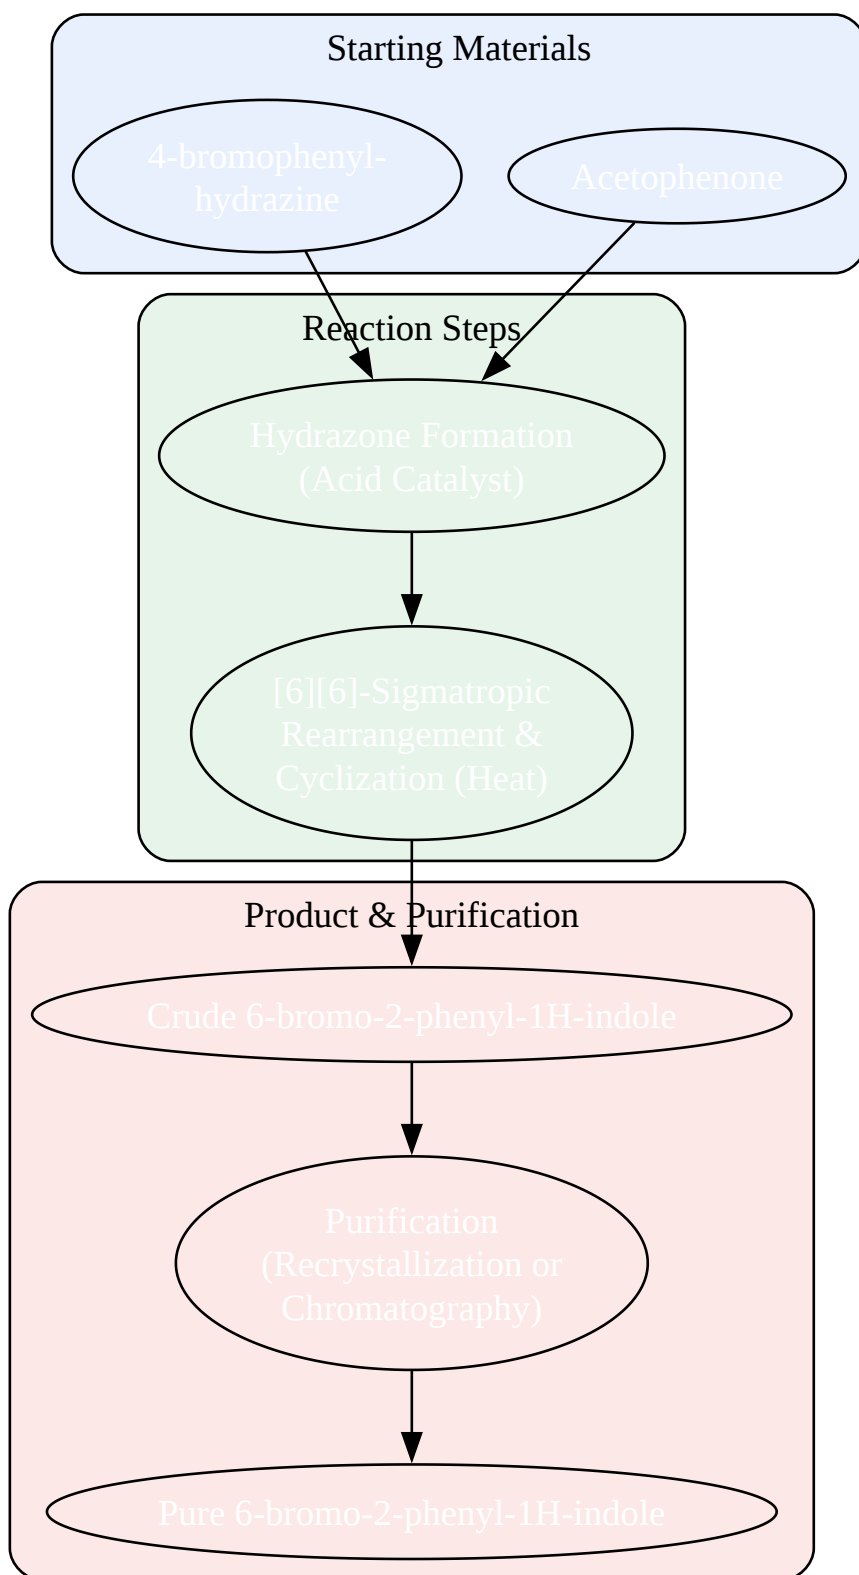 Starting Materials
4-bromophenyl-
hydrazine
Acetophenone
Reaction Steps
Hydrazone Formation
(Acid Catalyst)
[6][6]-Sigmatropic
Rearrangement &
Cyclization (Heat)
Product & Purification
Crude 6-bromo-2-phenyl-1H-indole
Purification
(Recrystallization or
Chromatography)
Pure 6-bromo-2-phenyl-1H-indole